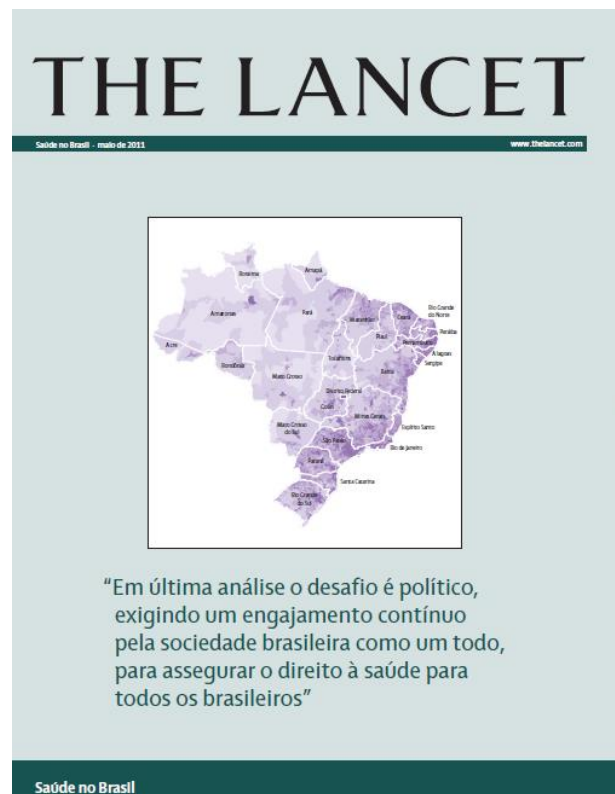 THE LANCET
Saúde no Brasil - maio de 2011
www.thelancet.com
Roraima
Amapá
Amazonas
Pará
Maranhão
Ceará
Rio Grande
do Norte
Paraíba
Pernambuco
Alagoas
Sergipe
Piauí
Acre
Rondônia
Tocantins
Bahia
Mato Grosso
Distrito Federal
Goiás
Minas Gerais
Espírito Santo
Mato Grosso
do Sul
São Paulo
Rio de Janeiro
Paraná
Santa Catarina
Rio Grande
do Sul
“Em última análise o desafio é político,
exigindo um engajamento contínuo
pela sociedade brasileira como um todo,
para assegurar o direito à saúde para
todos os brasileiros”
Saúde no Brasil